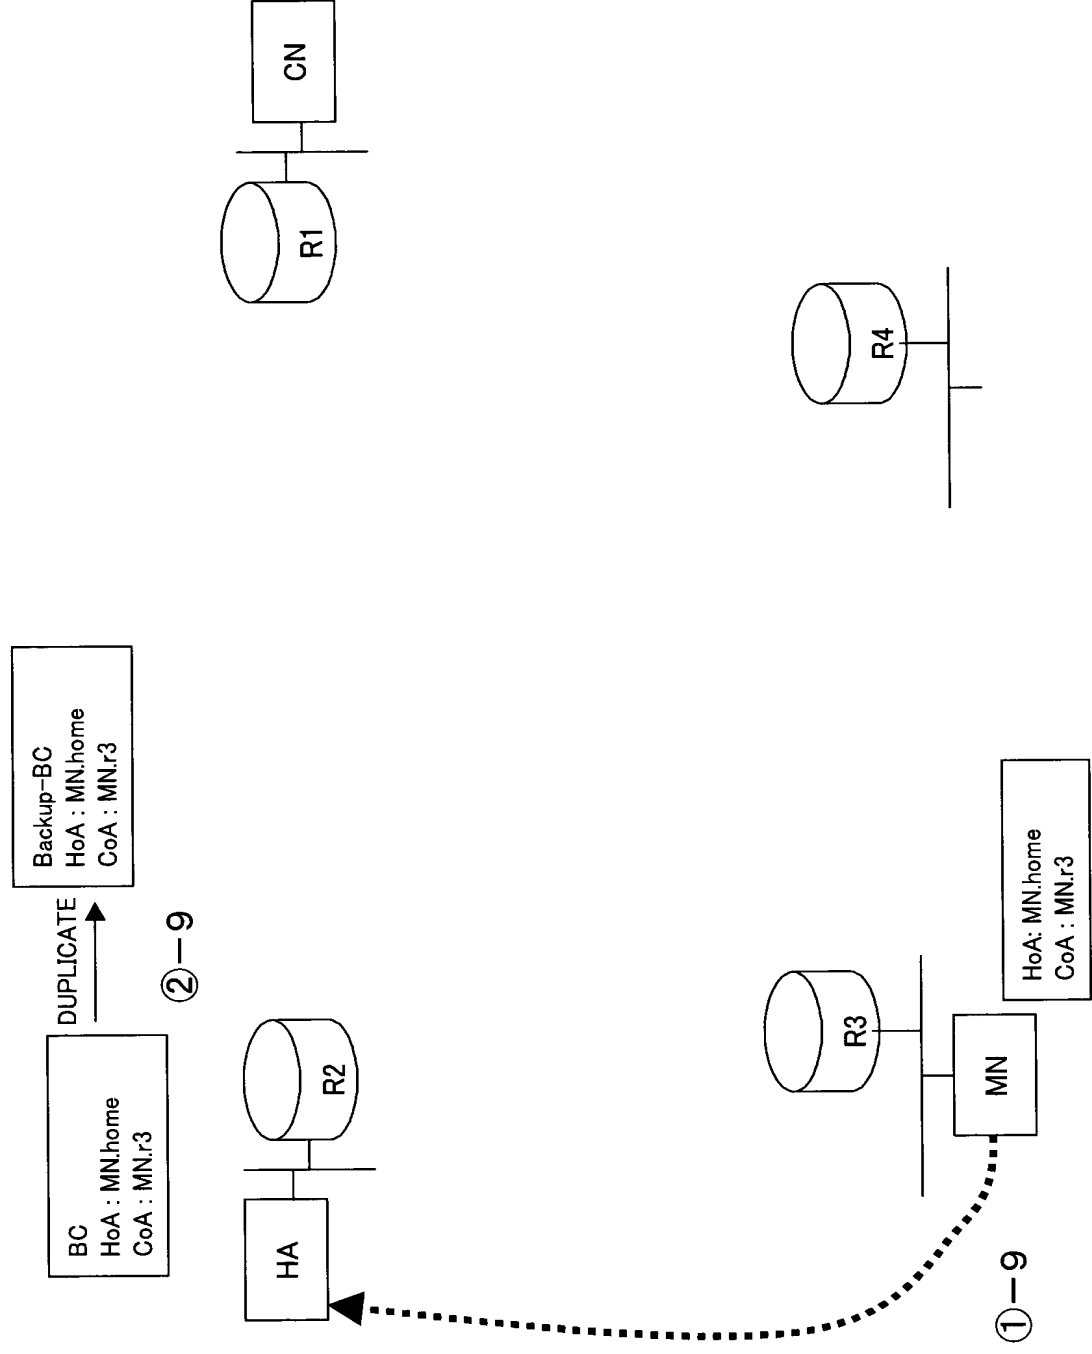 BC
HoA : MN.home
CoA : MN.r3
DUPLICATE
Backup-BC
HoA : MN.home
CoA : MN.r3
②-9
HA
R2
R1
CN
①-9
MN
R3
HoA: MN.home
CoA : MN.r3
R4